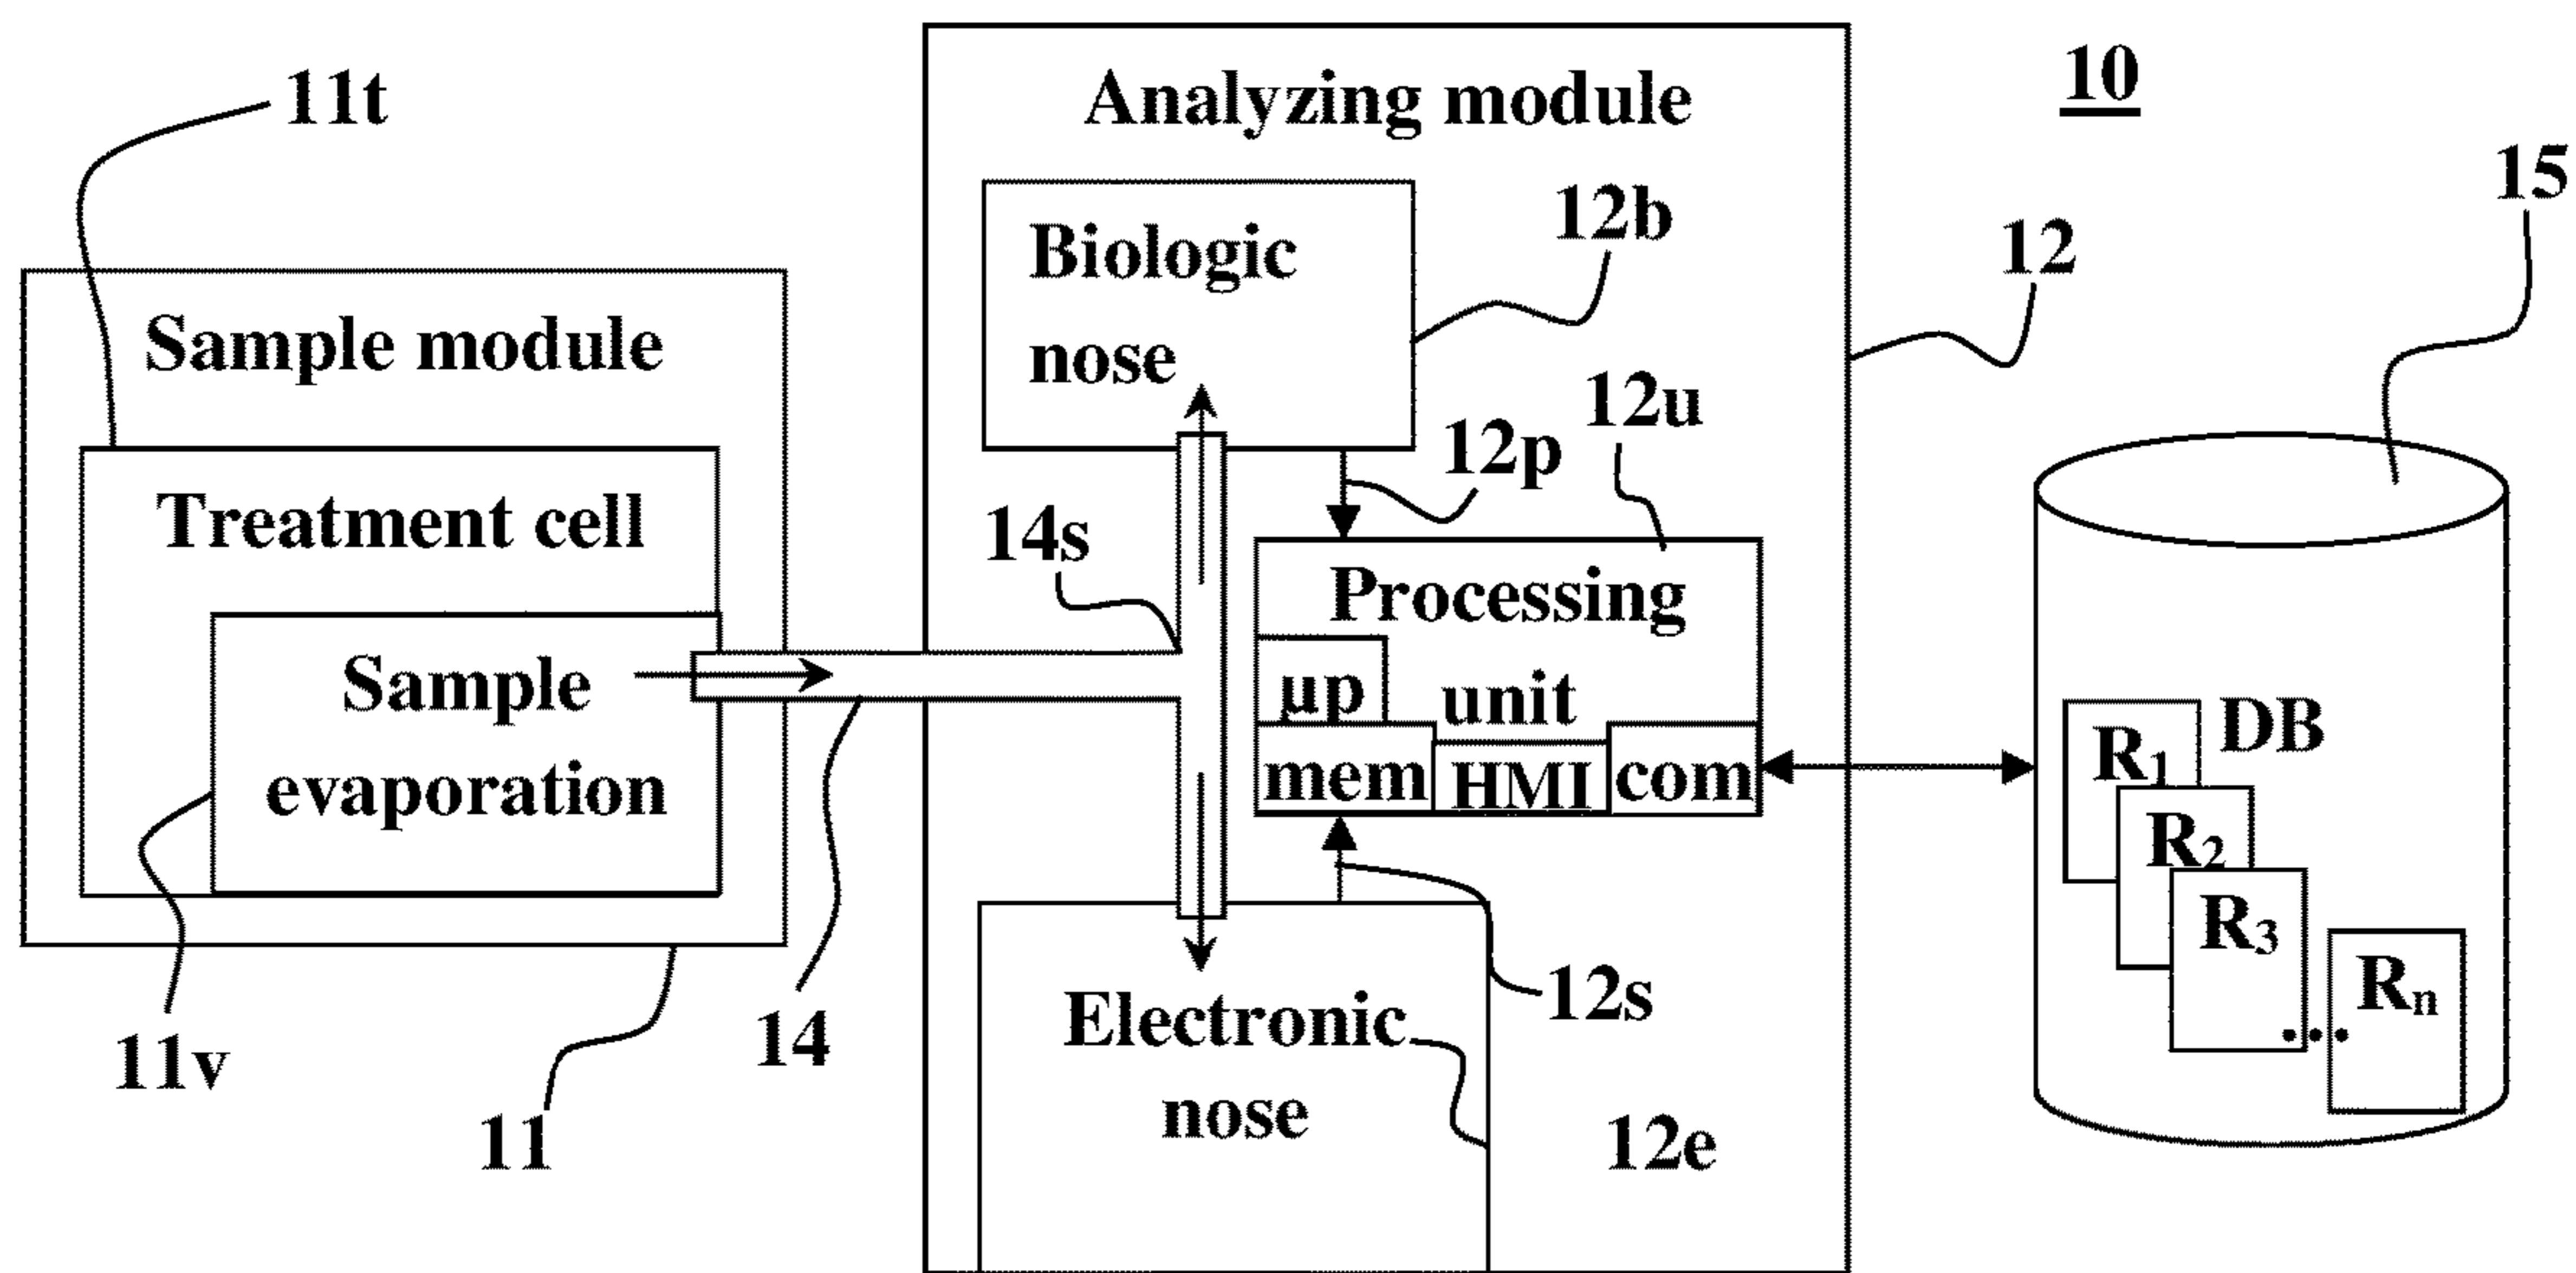 10
11t
Analyzing module
15
12b
12
Biologic
nose
Sample module
12u
12p
Treatment cell
14s
Processing
unit
µp
mem
HMI
com
Sample
evaporation
DB
R1
R2
R3
...
Rn
12s
Electronic
nose
14
11v
11
12e